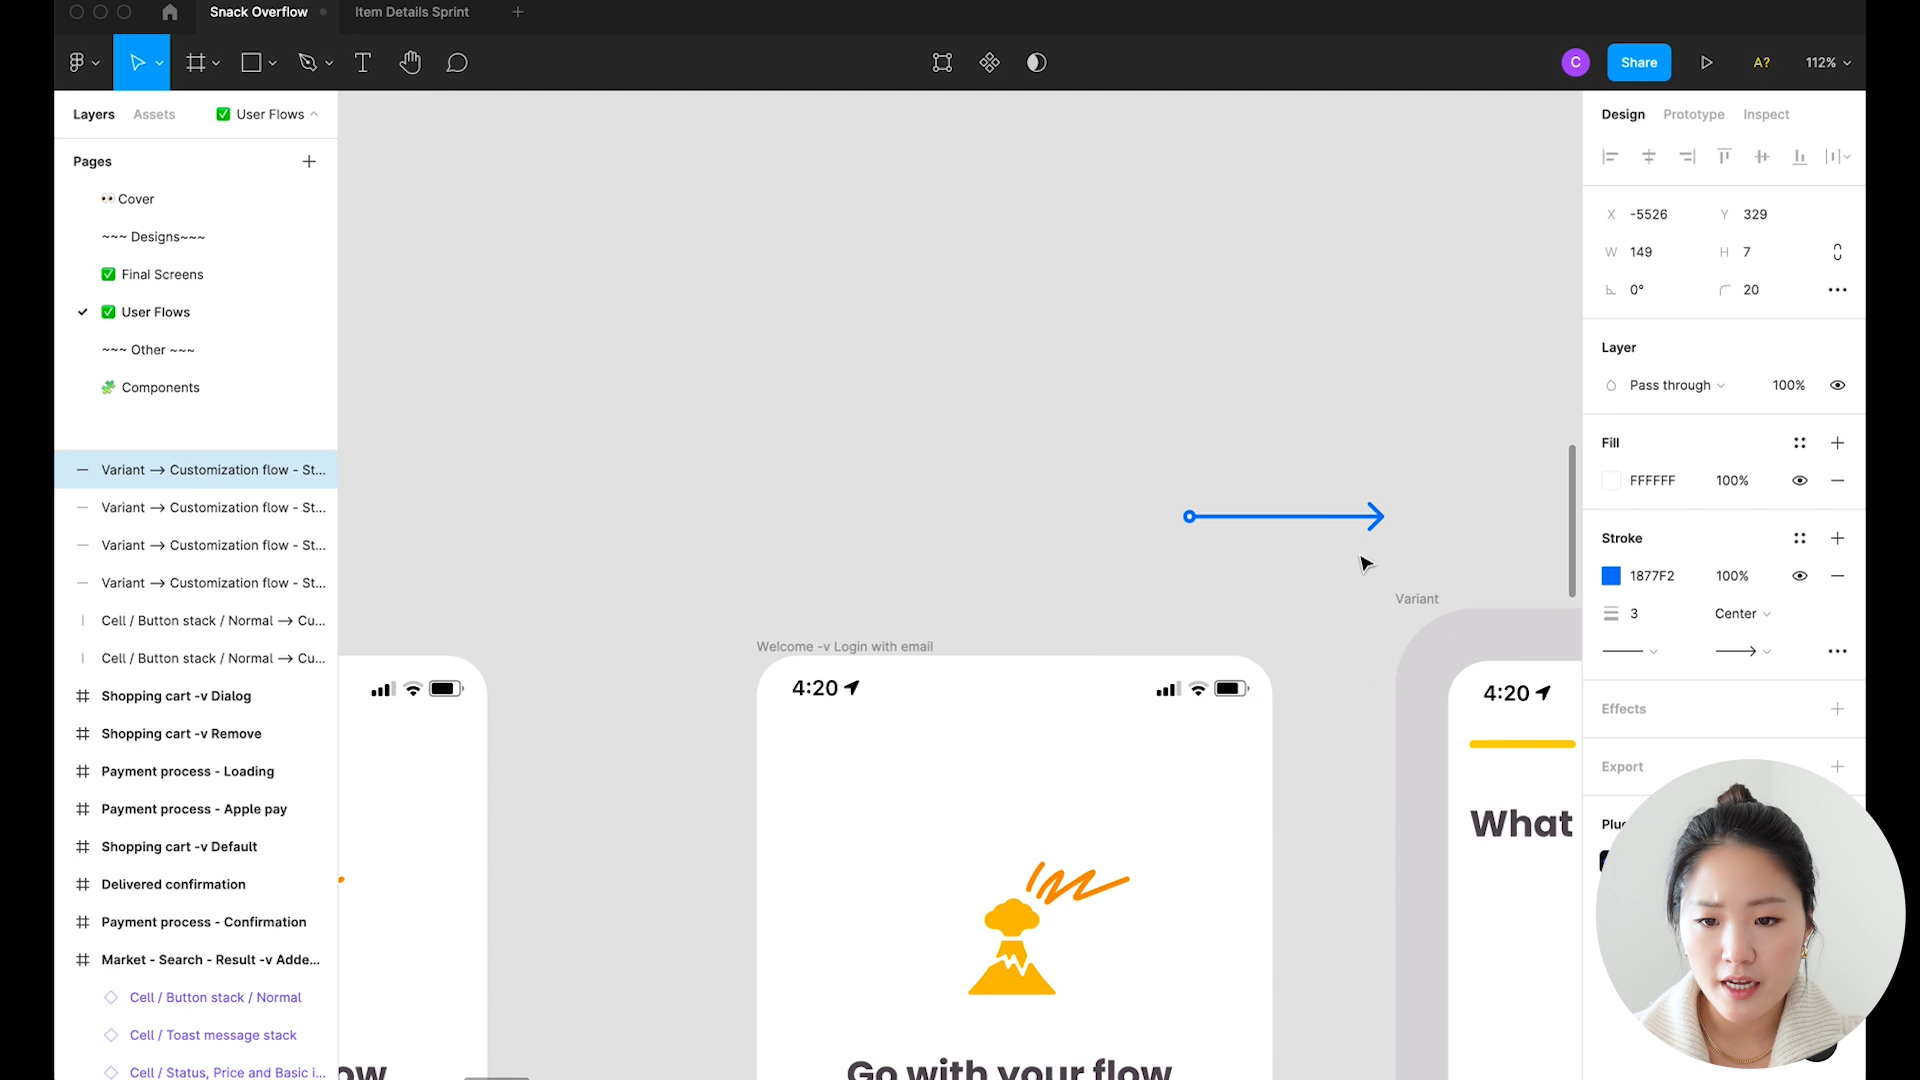 Snack Overflow
Item Details Sprint
C
Share
A?
112%
Layers
Assets
✅ User Flows
Pages
👀 Cover
~~~ Designs~~~
✅ Final Screens
✅ User Flows
~~~ Other ~~~
🧩 Components
Variant → Customization flow - St...
Variant → Customization flow - St...
Variant → Customization flow - St...
Variant → Customization flow - St...
Cell / Button stack / Normal → Cu...
Cell / Button stack / Normal → Cu...
Shopping cart -v Dialog
Shopping cart -v Remove
Payment process - Loading
Payment process - Apple pay
Shopping cart -v Default
Delivered confirmation
Payment process - Confirmation
Market - Search - Result -v Adde...
Cell / Button stack / Normal
Cell / Toast message stack
Cell / Status, Price and Basic i...
Welcome -v Login with email
4:20
Go with your flow
Variant
4:20
What
Design
Prototype
Inspect
X -5526 Y 329
W 149 H 7
0° 20
Layer
Pass through 100%
Fill
FFFFFF 100%
Stroke
1877F2 100%
3 Center
Effects
Export